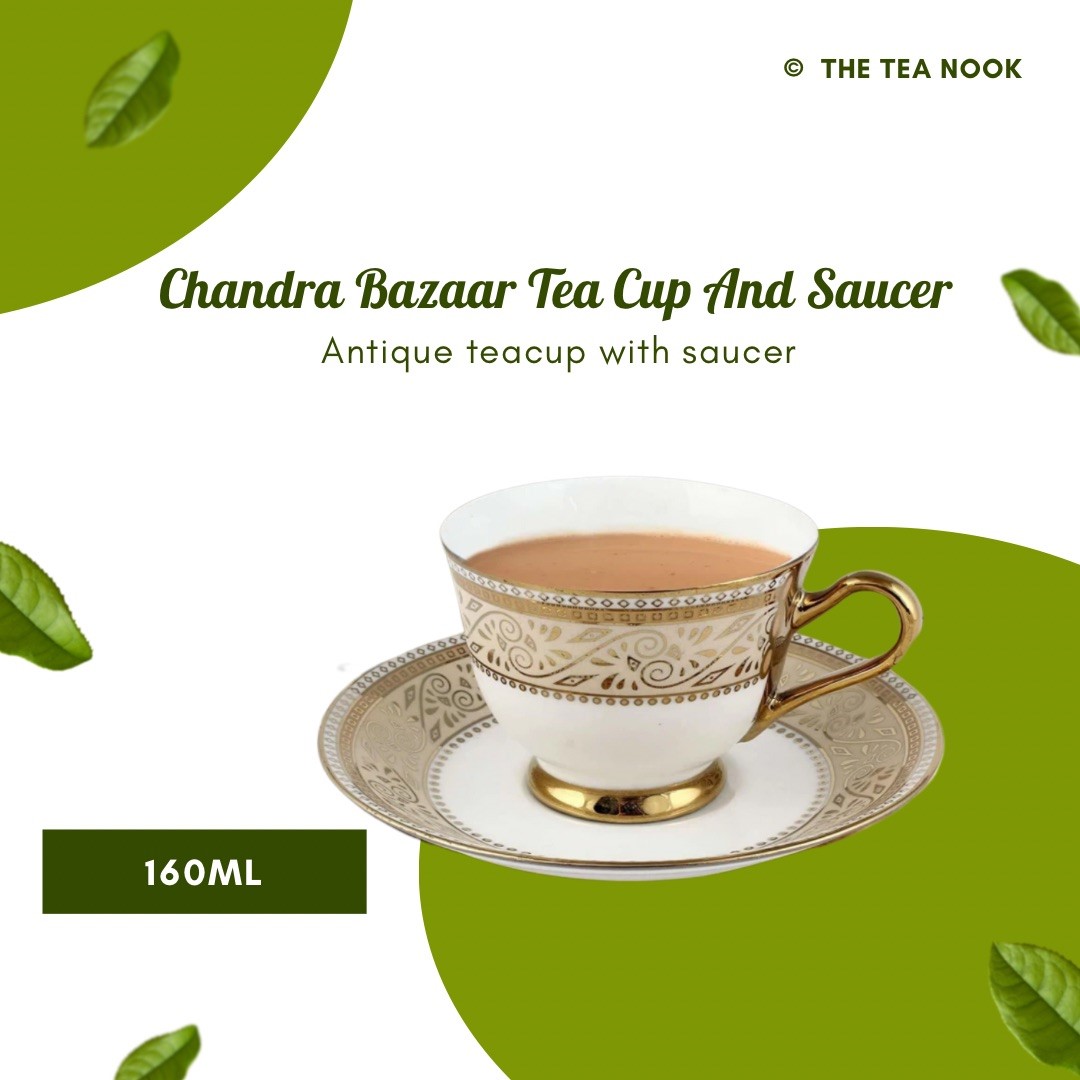 © THE TEA NOOK
Chandra Bazaar Tea Cup And Saucer
Antique teacup with saucer
160ML